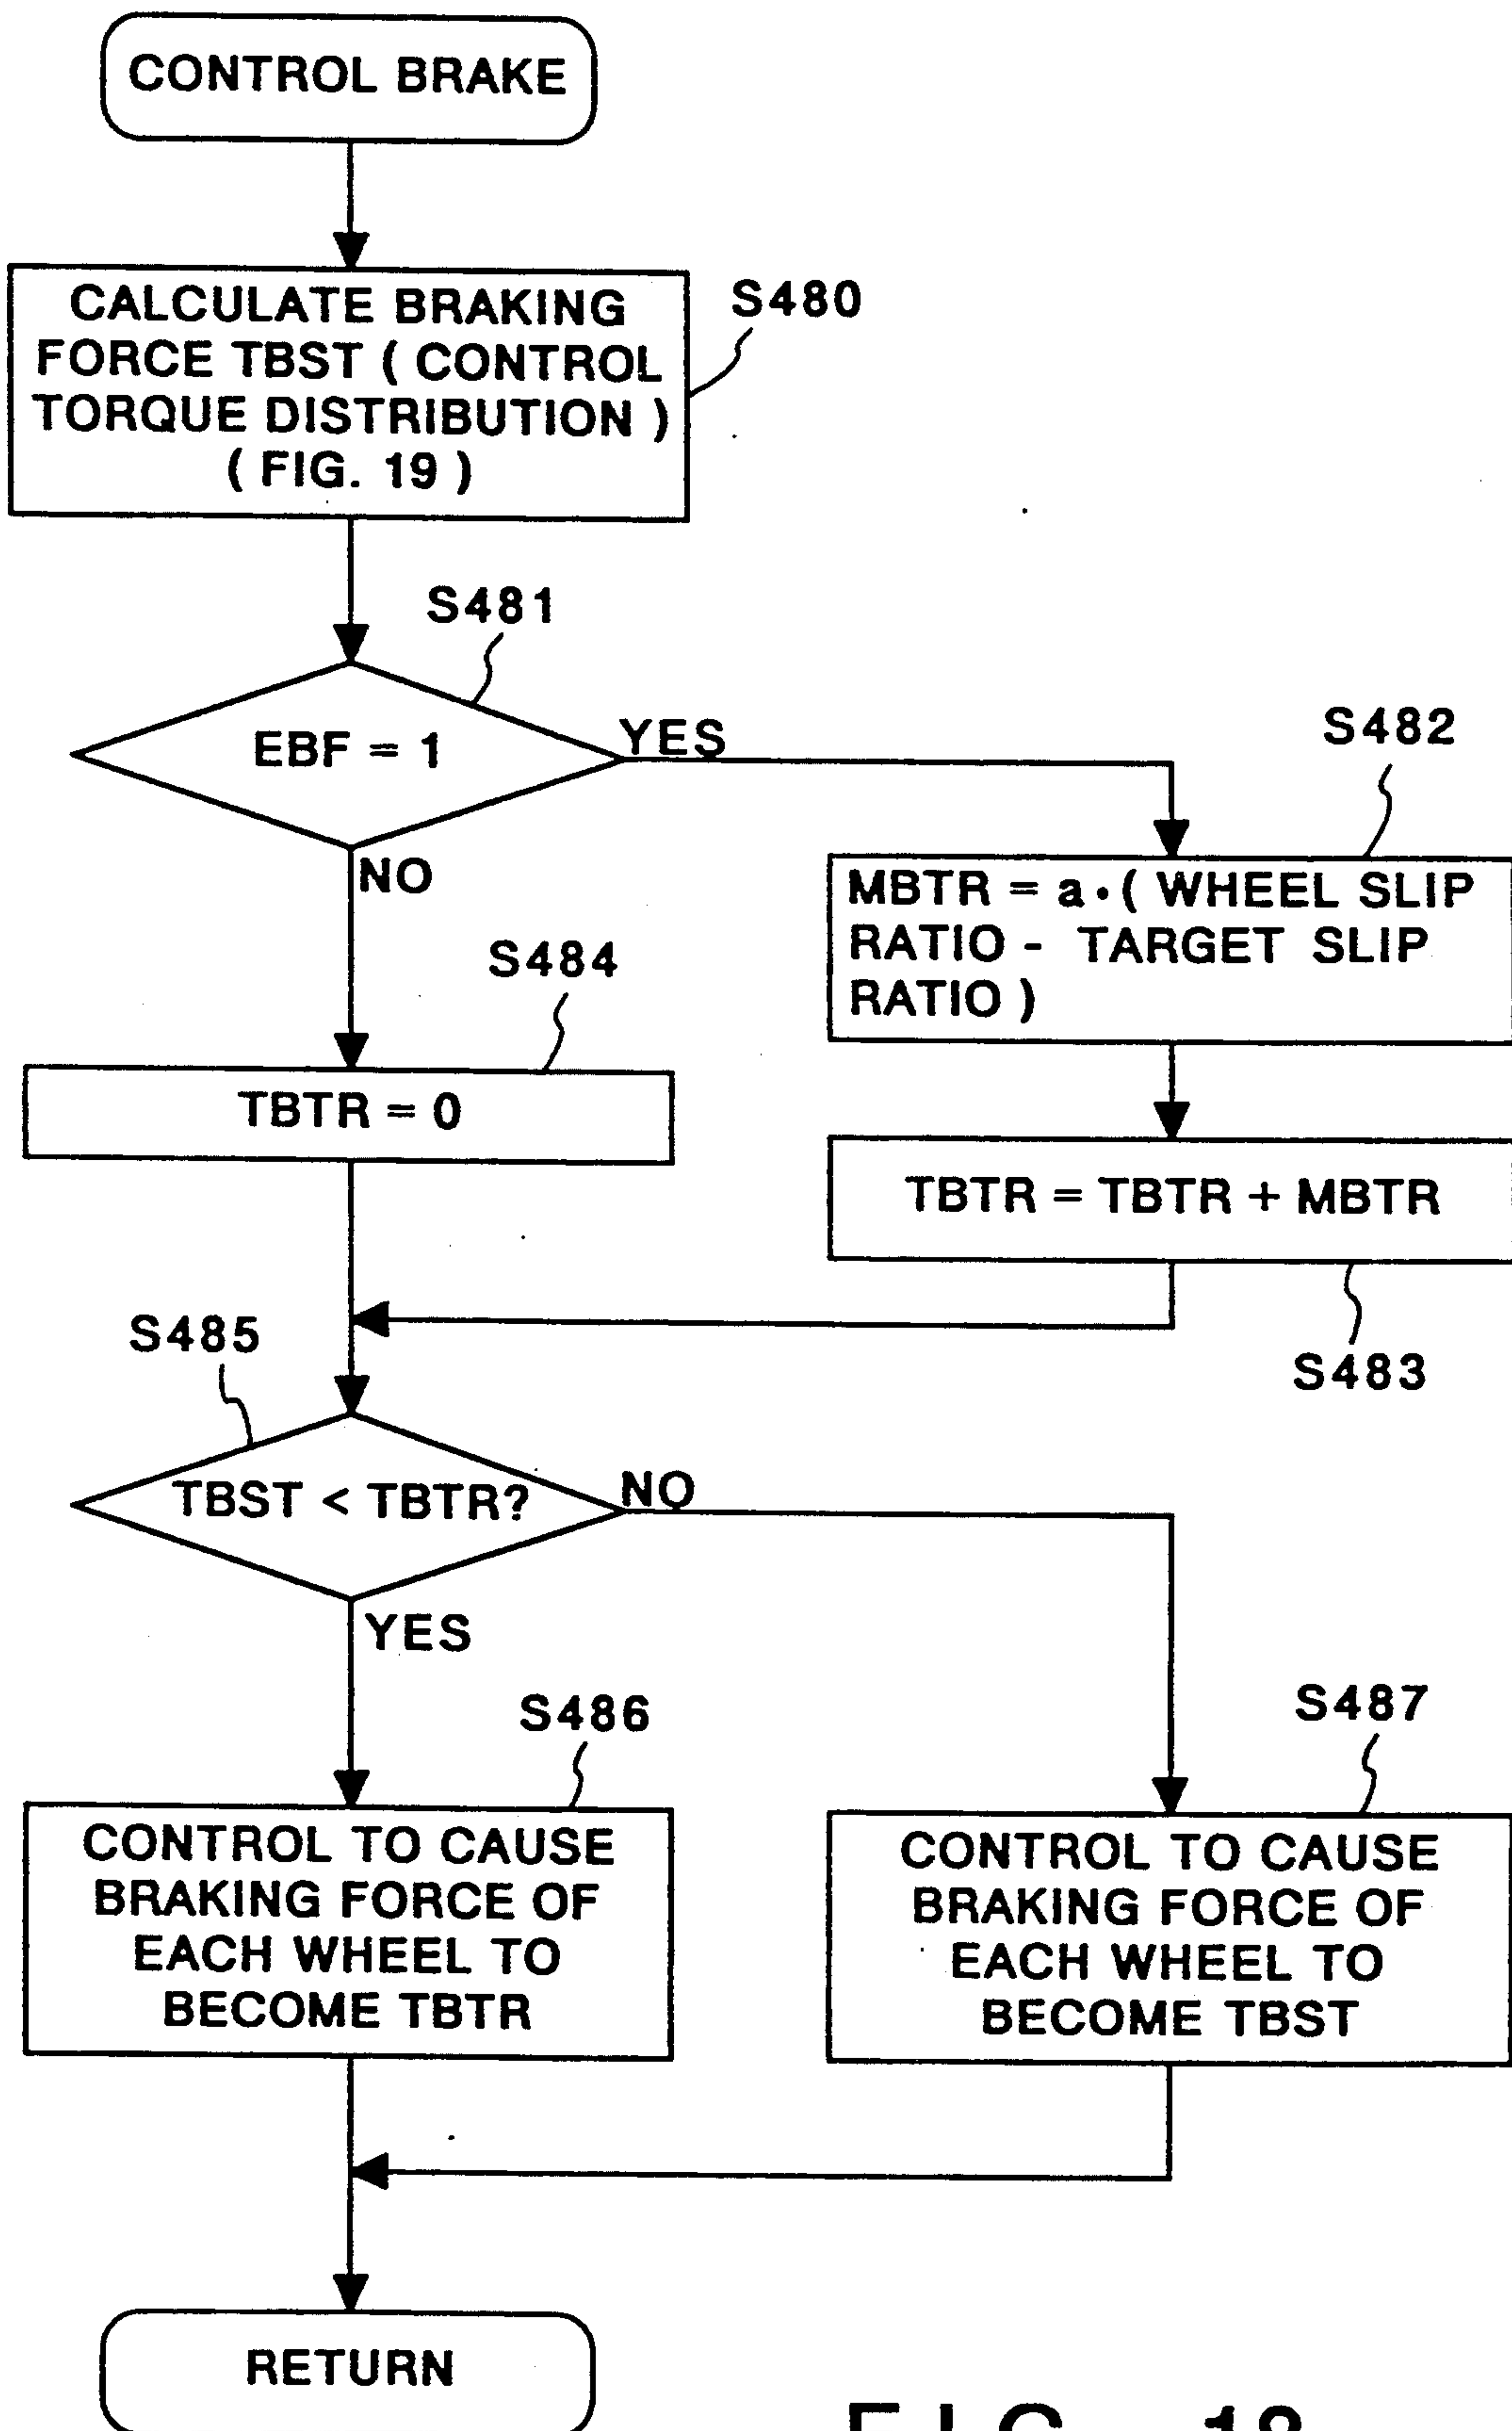 CONTROL BRAKE
CALCULATE BRAKING
FORCE TBST ( CONTROL
TORQUE DISTRIBUTION )
( FIG. 19 )
S480
S481
EBF = 1
YES
NO
S482
MBTR = a·( WHEEL SLIP
RATIO - TARGET SLIP
RATIO )
S484
TBTR = 0
TBTR = TBTR + MBTR
S483
S485
TBST < TBTR?
NO
YES
S486
CONTROL TO CAUSE
BRAKING FORCE OF
EACH WHEEL TO
BECOME TBTR
S487
CONTROL TO CAUSE
BRAKING FORCE OF
EACH WHEEL TO
BECOME TBST
RETURN
FIG. 18